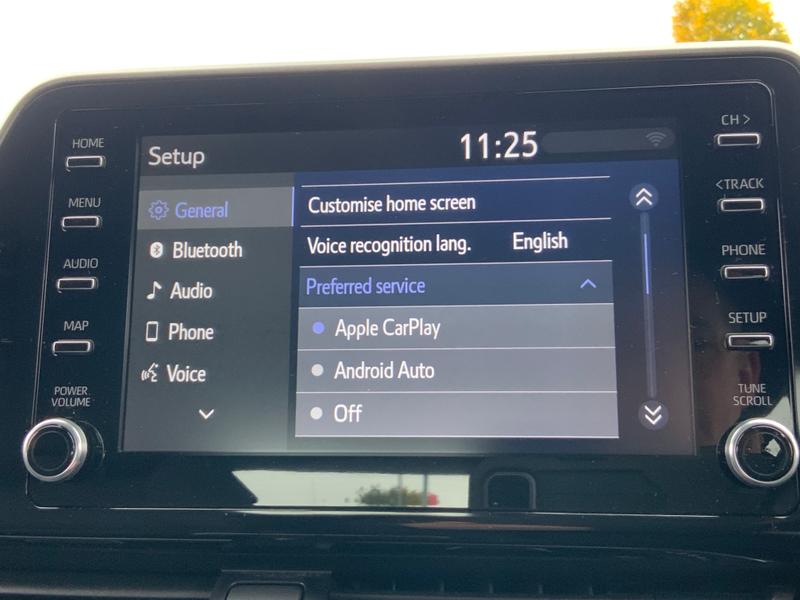 HOME
MENU
AUDIO
MAP
POWER
VOLUME
Setup
11:25
General
Bluetooth
Audio
Phone
Voice
Customise home screen
Voice recognition lang. English
Preferred service
Apple CarPlay
Android Auto
Off
CH >
<TRACK
PHONE
SETUP
TUNE
SCROLL